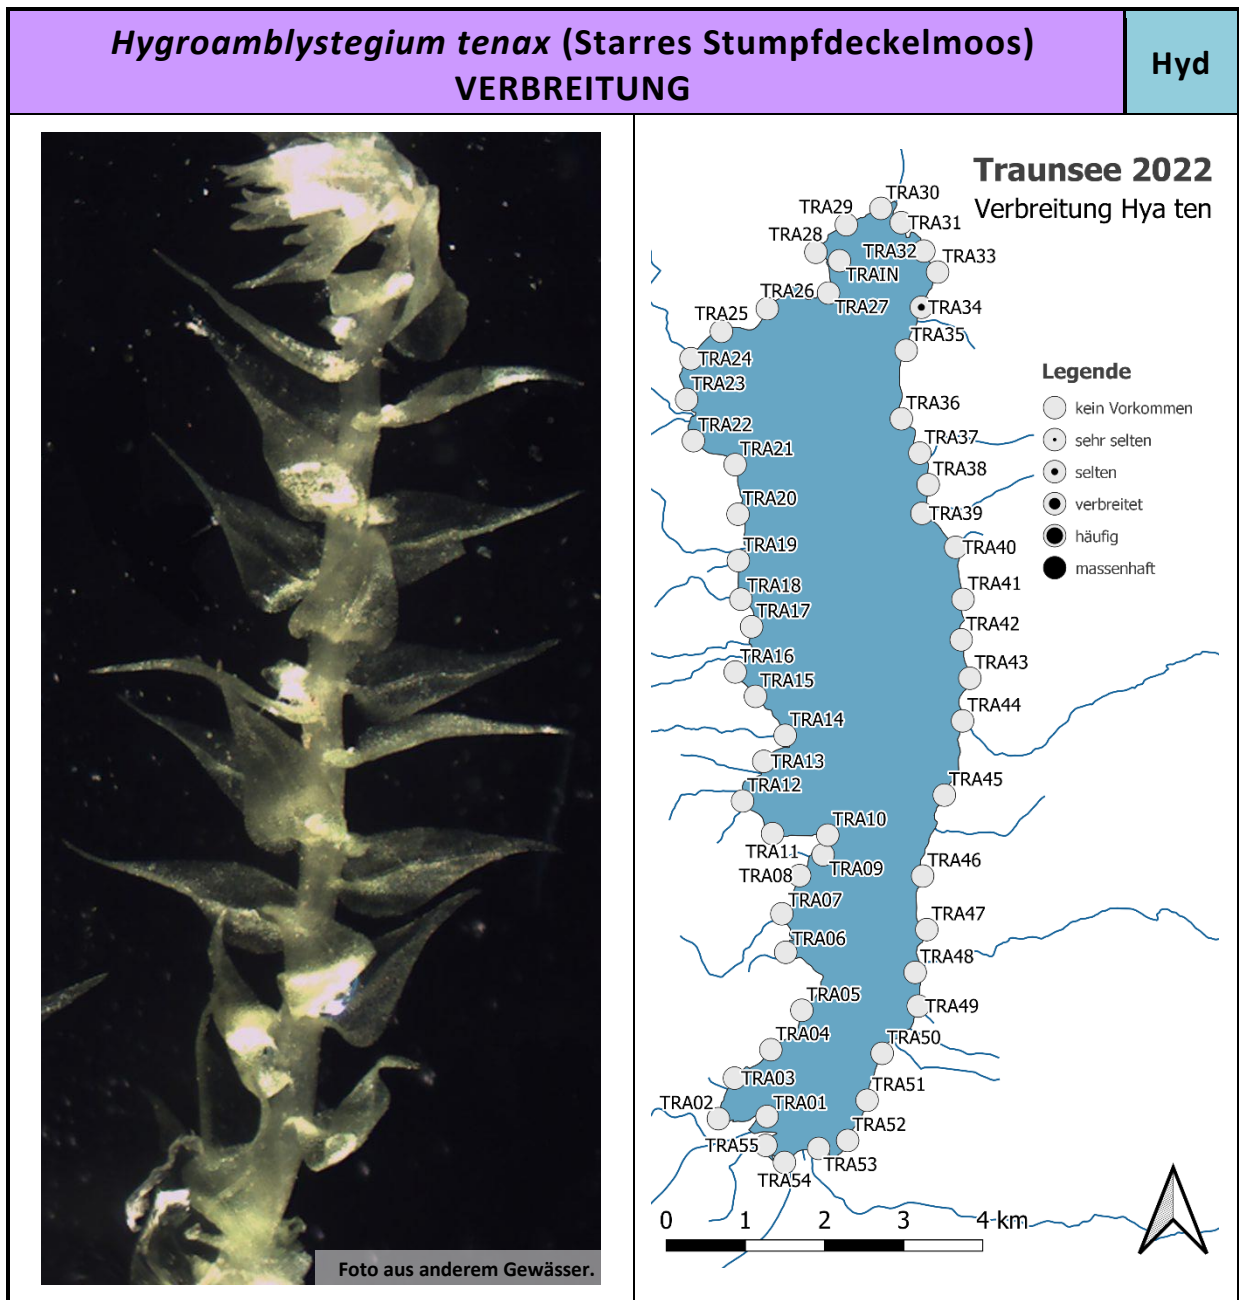 Hygroamblystegium tenax (Starres Stumpfdeckelmoos)
VERBREITUNG
Hyd
Foto aus anderem Gewässer.
Traunsee 2022
Verbreitung Hya ten
TRA30
TRA29
TRA31
TRA28
TRA32
TRA33
TRAIN
TRA26
TRA27
TRA34
TRA25
TRA35
TRA24
TRA23
TRA36
TRA22
TRA37
TRA21
TRA38
TRA20
TRA39
TRA19
TRA40
TRA18
TRA41
TRA17
TRA42
TRA16
TRA43
TRA15
TRA44
TRA14
TRA13
TRA12
TRA45
TRA10
TRA11
TRA09
TRA46
TRA08
TRA07
TRA47
TRA06
TRA48
TRA05
TRA49
TRA04
TRA50
TRA03
TRA51
TRA02
TRA01
TRA52
TRA55
TRA53
TRA54
Legende
kein Vorkommen
sehr selten
selten
verbreitet
häufig
massenhaft
0 1 2 3 4 km